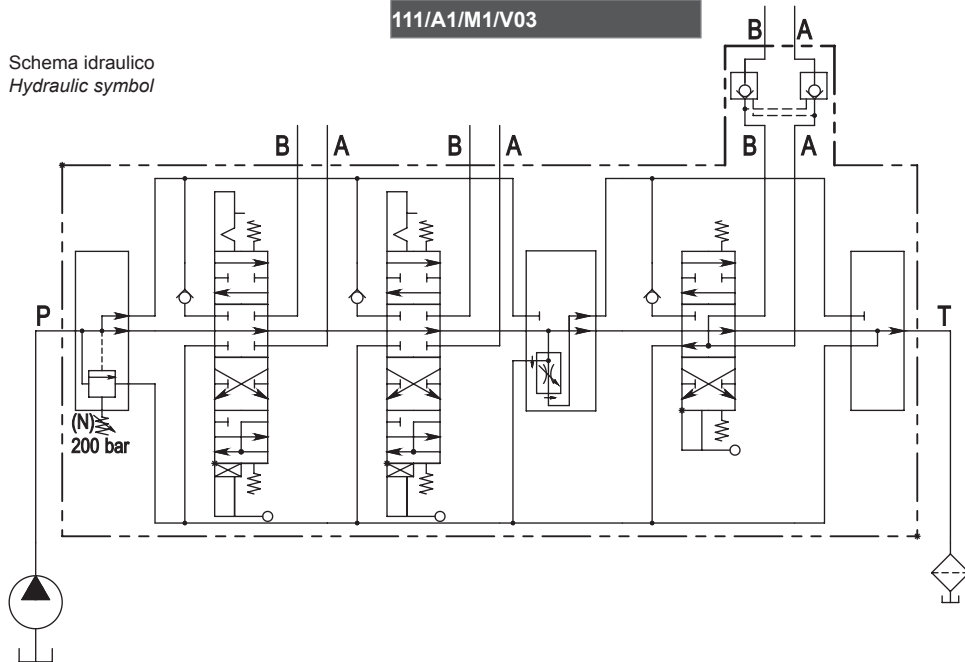 111/A1/M1/V03
Schema idraulico
Hydraulic symbol
B A
B A
B A
B A
P
T
(N)
200 bar